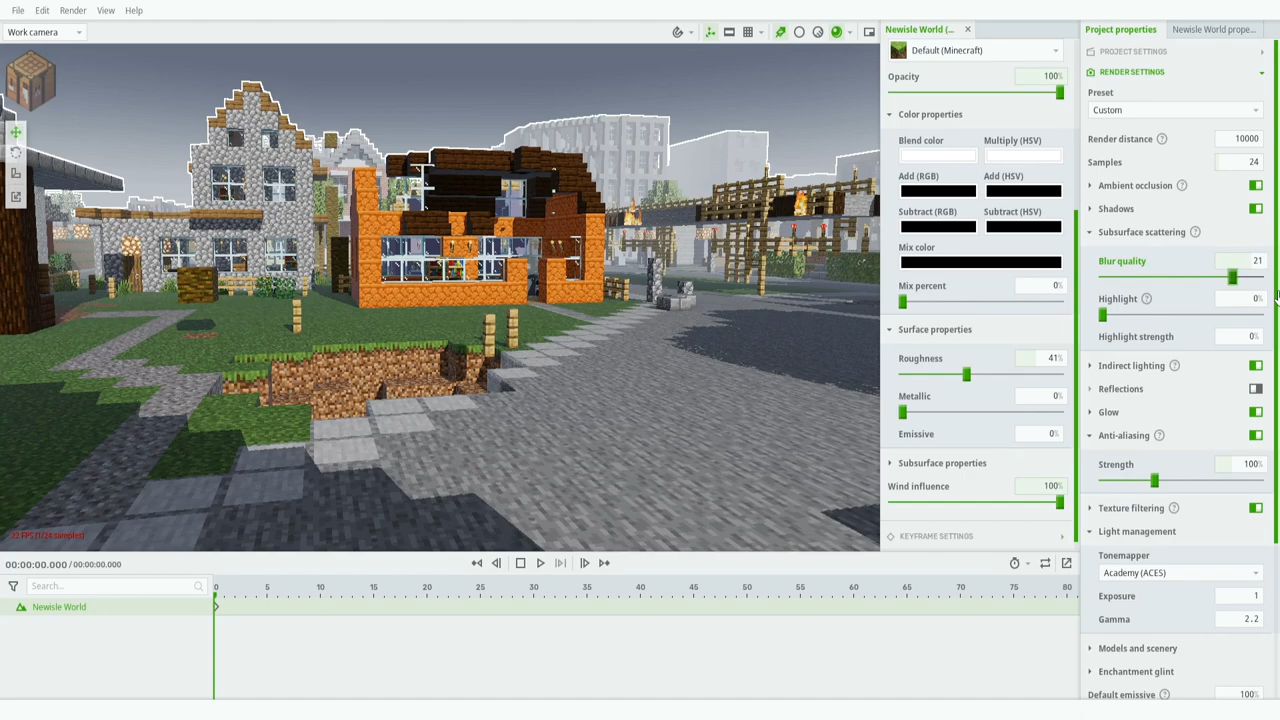 File Edit Render View Help
Work camera
Newisle World (...
Project properties
Newisle World prope...
Default (Minecraft)
Opacity 100%
Color properties
Blend color Multiply (HSV)
Add (RGB) Add (HSV)
Subtract (RGB) Subtract (HSV)
Mix color
Mix percent 0%
Surface properties
Roughness 41%
Metallic 0%
Emissive 0%
Subsurface properties
Wind influence 100%
KEYFRAME SETTINGS
PROJECT SETTINGS
RENDER SETTINGS
Preset
Custom
Render distance ? 10000
Samples 24
Ambient occlusion ?
Shadows
Subsurface scattering ?
Blur quality 21
Highlight ? 0%
Highlight strength 0%
Indirect lighting ?
Reflections
Glow
Anti-aliasing ?
Strength 100%
Texture filtering ?
Light management
Tonemapper
Academy (ACES)
Exposure 1
Gamma 2.2
Models and scenery
Enchantment glint
Default emissive ? 100%
22 FPS (1/24 samples)
00:00:00.000 / 00:00:00.000
Search...
0 5 10 15 20 25 30 35 40 45 50 55 60 65 70 75 80
Newisle World